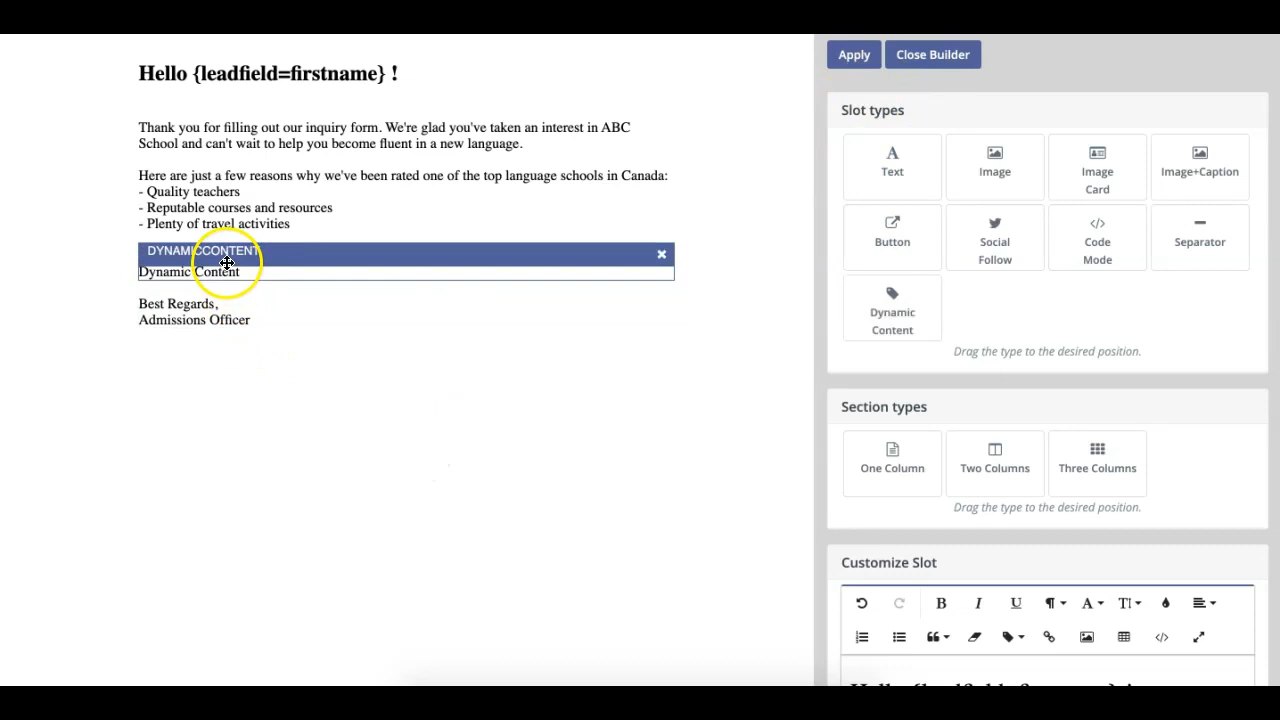 Hello {leadfield=firstname} !
Thank you for filling out our inquiry form. We're glad you've taken an interest in ABC
School and can't wait to help you become fluent in a new language.
Here are just a few reasons why we've been rated one of the top language schools in Canada:
- Quality teachers
- Reputable courses and resources
- Plenty of travel activities
DYNAMICCONTENT
Dynamic Content
Best Regards,
Admissions Officer
Apply
Close Builder
Slot types
Text
Image
Image
Card
Image+Caption
Button
Social
Follow
Code
Mode
Separator
Dynamic
Content
Drag the type to the desired position.
Section types
One Column
Two Columns
Three Columns
Drag the type to the desired position.
Customize Slot